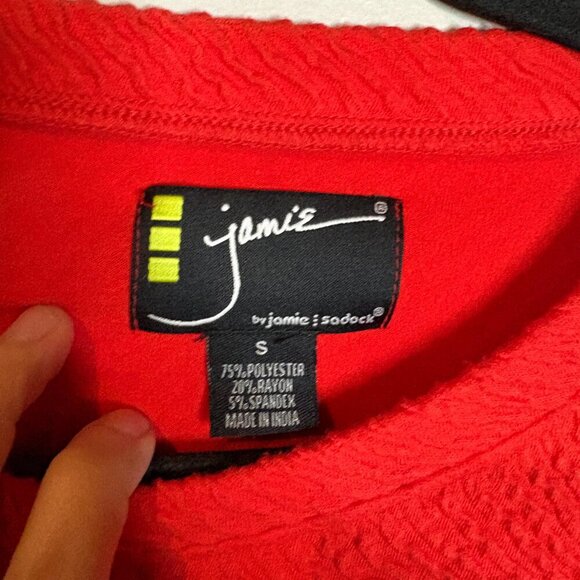 jamie®
by jamie sadock®
S
75% POLYESTER
20% RAYON
5% SPANDEX
MADE IN INDIA